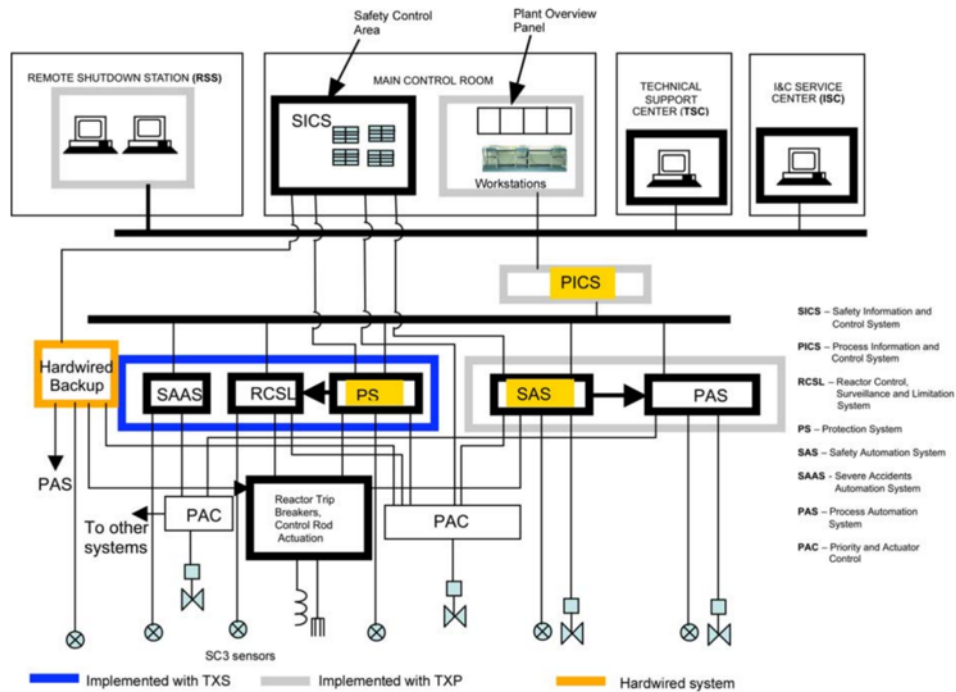 Safety Control
Area
Plant Overview
Panel
REMOTE SHUTDOWN STATION (RSS)
MAIN CONTROL ROOM
TECHNICAL
SUPPORT
CENTER (TSC)
I&C SERVICE
CENTER (ISC)
SICS
Workstations
PICS
Hardwired
Backup
SAAS
RCSL
PS
SAS
PAS
PAS
To other
systems
PAC
Reactor Trip
Breakers,
Control Rod
Actuation
PAC
SC3 sensors
SICS – Safety Information and
Control System
PICS – Process Information and
Control System
RCSL – Reactor Control,
Surveillance and Limitation
System
PS – Protection System
SAS – Safety Automation System
SAAS - Severe Accidents
Automation System
PAS – Process Automation
System
PAC – Priority and Actuator
Control
Implemented with TXS
Implemented with TXP
Hardwired system